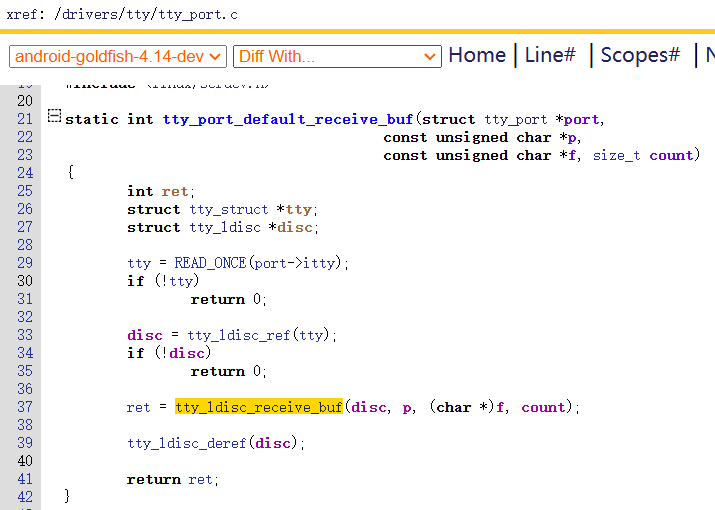 xref: /drivers/tty/tty_port.c
android-goldfish-4.14-dev Diff With... Home | Line# | Scopes# |
20
21 static int tty_port_default_receive_buf(struct tty_port *port,
22 const unsigned char *p,
23 const unsigned char *f, size_t count)
24 {
25 int ret;
26 struct tty_struct *tty;
27 struct tty_ldisc *disc;
28
29 tty = READ_ONCE(port->itty);
30 if (!tty)
31 return 0;
32
33 disc = tty_ldisc_ref(tty);
34 if (!disc)
35 return 0;
36
37 ret = tty_ldisc_receive_buf(disc, p, (char *)f, count);
38
39 tty_ldisc_deref(disc);
40
41 return ret;
42 }